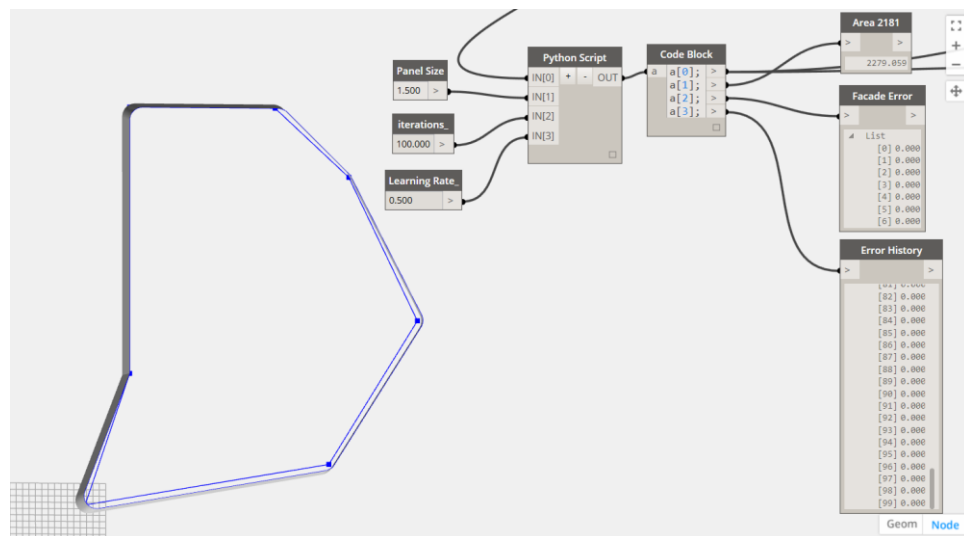 Area 2181
>
>
2279.059
Panel Size
1.500 >
iterations_
100.000 >
Learning Rate_
0.500 >
Python Script
IN[0] + - OUT
IN[1]
IN[2]
IN[3]
Code Block
a a[0]; >
a[1]; >
a[2]; >
a[3]; >
Facade Error
> >
List
[0] 0.000
[1] 0.000
[2] 0.000
[3] 0.000
[4] 0.000
[5] 0.000
[6] 0.000
Error History
> >
[81] 0.000
[82] 0.000
[83] 0.000
[84] 0.000
[85] 0.000
[86] 0.000
[87] 0.000
[88] 0.000
[89] 0.000
[90] 0.000
[91] 0.000
[92] 0.000
[93] 0.000
[94] 0.000
[95] 0.000
[96] 0.000
[97] 0.000
[98] 0.000
[99] 0.000
Geom Node